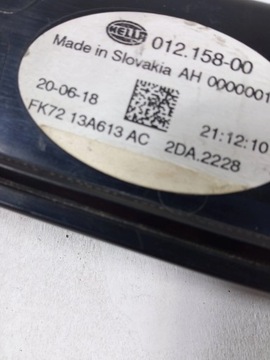 HELLA
012.158-00
Made in Slovakia AH 0000001
20-06-18
21:12:10
FK72 13A613 AC 2DA.2228